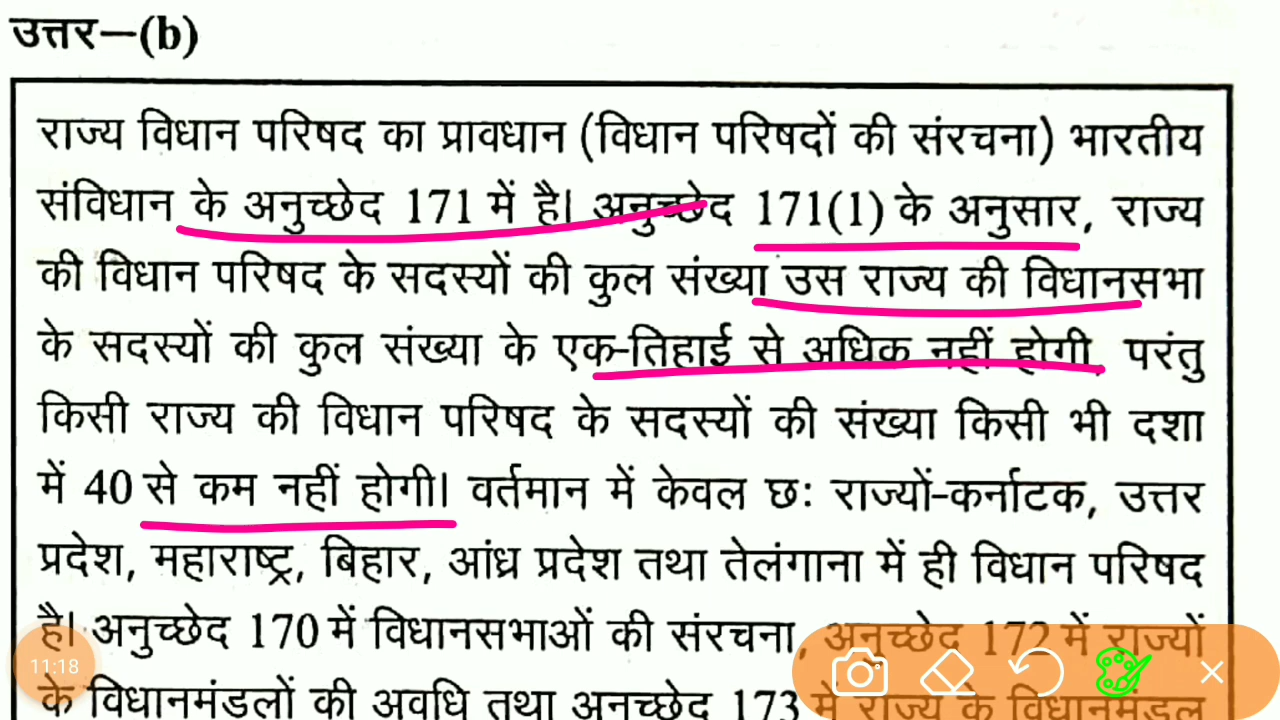 उत्तर—(b)
राज्य विधान परिषद का प्रावधान (विधान परिषदों की संरचना) भारतीय
संविधान के अनुच्छेद 171 में है। अनुच्छेद 171(1) के अनुसार, राज्य
की विधान परिषद के सदस्यों की कुल संख्या उस राज्य की विधानसभा
के सदस्यों की कुल संख्या के एक-तिहाई से अधिक नहीं होगी, परंतु
किसी राज्य की विधान परिषद के सदस्यों की संख्या किसी भी दशा
में 40 से कम नहीं होगी। वर्तमान में केवल छः राज्यों-कर्नाटक, उत्तर
प्रदेश, महाराष्ट्र, बिहार, आंध्र प्रदेश तथा तेलंगाना में ही विधान परिषद
है। अनुच्छेद 170 में विधानसभाओं की संरचना, अनुच्छेद 172 में राज्यों
के विधानमंडलों की अवधि तथा अनुच्छेद 173 में राज्य के विधानमंडल
11:18